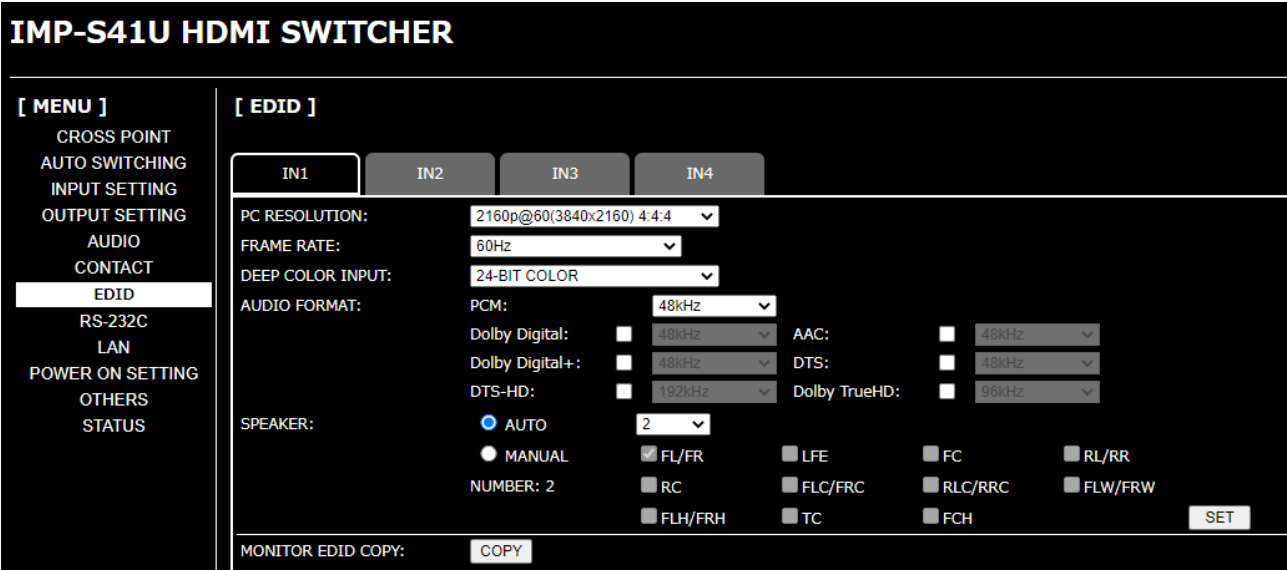 IMP-S41U HDMI SWITCHER
[ MENU ]
CROSS POINT
AUTO SWITCHING
INPUT SETTING
OUTPUT SETTING
AUDIO
CONTACT
EDID
RS-232C
LAN
POWER ON SETTING
OTHERS
STATUS
[ EDID ]
IN1 IN2 IN3 IN4
PC RESOLUTION: 2160p@60(3840x2160) 4:4:4
FRAME RATE: 60Hz
DEEP COLOR INPUT: 24-BIT COLOR
AUDIO FORMAT: PCM: 48kHz
Dolby Digital: 48kHz AAC: 48kHz
Dolby Digital+: 48kHz DTS: 48kHz
DTS-HD: 192kHz Dolby TrueHD: 96kHz
SPEAKER: AUTO 2
MANUAL FL/FR LFE FC RL/RR
NUMBER: 2 RC FLC/FRC RLC/RRC FLW/FRW
FLH/FRH TC FCH SET
MONITOR EDID COPY: COPY